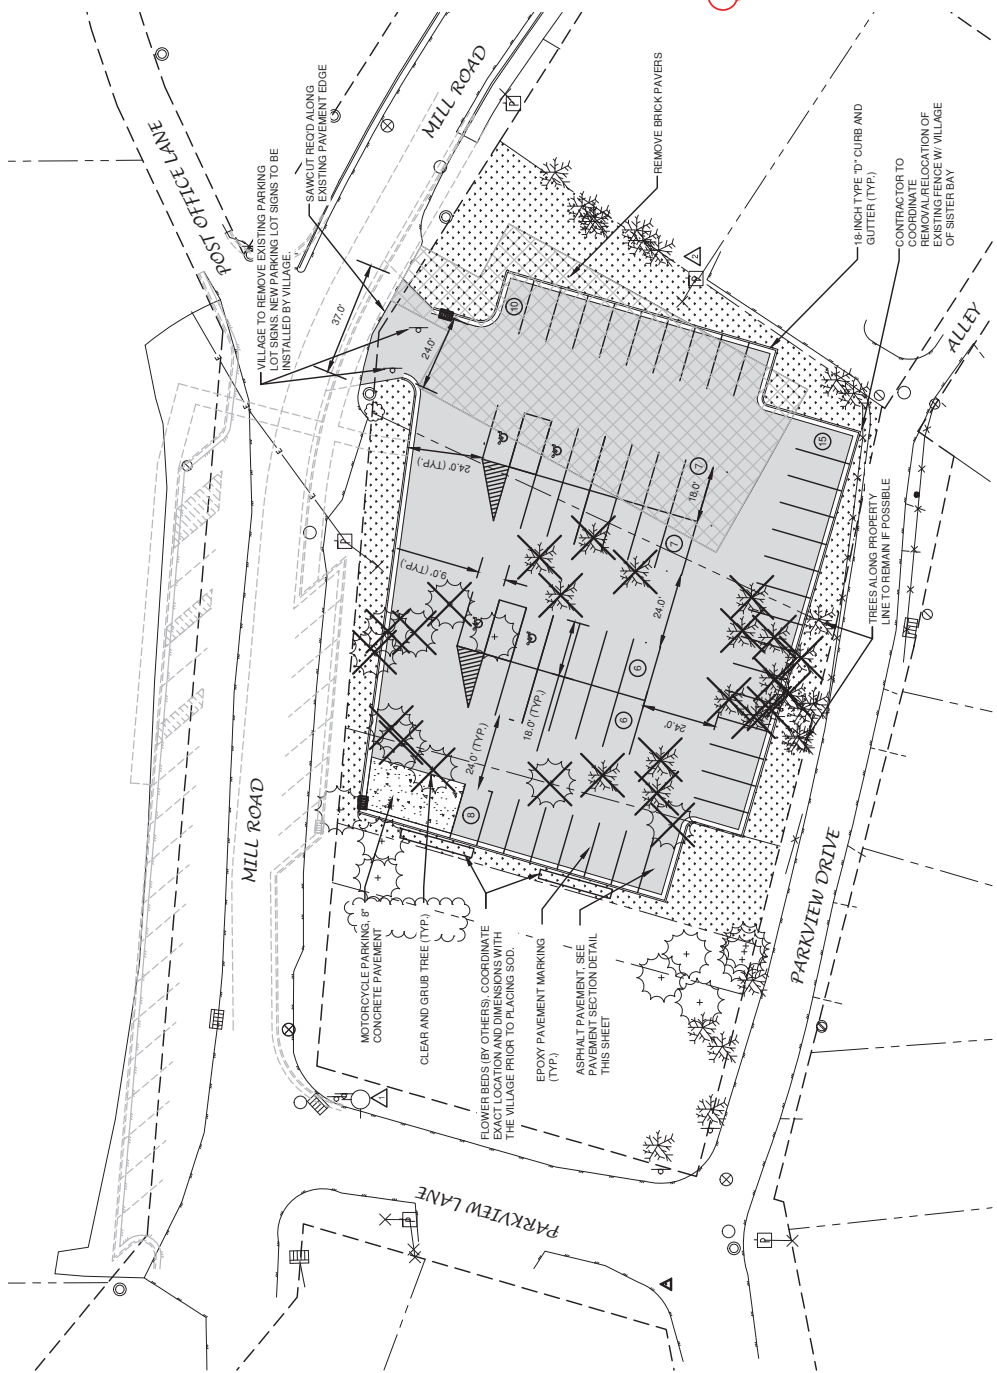 POST OFFICE LANE
MILL ROAD
VILLAGE TO REMOVE EXISTING PARKING
LOT SIGNS. NEW PARKING LOT SIGNS TO BE
INSTALLED BY VILLAGE.
SAWCUT REQ'D ALONG
EXISTING PAVEMENT EDGE
REMOVE BRICK PAVERS
18-INCH TYPE "D" CURB AND
GUTTER (TYP.)
CONTRACTOR TO
COORDINATE
REMOVAL/RELOCATION OF
EXISTING FENCE W/ VILLAGE
OF SISTER BAY
ALLEY
37.0'
24.0'
10
2
P
15
24.0' (TYP.)
7
18.0'
7
9.0' (TYP.)
24.0'
P
TREES ALONG PROPERTY
LINE TO REMAIN IF POSSIBLE
6
6
18.0' (TYP.)
24.0'
24.0' (TYP.)
8
MILL ROAD
PARKVIEW DRIVE
MOTORCYCLE PARKING, 8"
CONCRETE PAVEMENT
CLEAR AND GRUB TREE (TYP.)
FLOWER BEDS (BY OTHERS), COORDINATE
EXACT LOCATION AND DIMENSIONS WITH
THE VILLAGE PRIOR TO PLACING SOD.
EPOXY PAVEMENT MARKING
(TYP.)
ASPHALT PAVEMENT, SEE
PAVEMENT SECTION DETAIL
THIS SHEET
1
PARKVIEW LANE
P
P